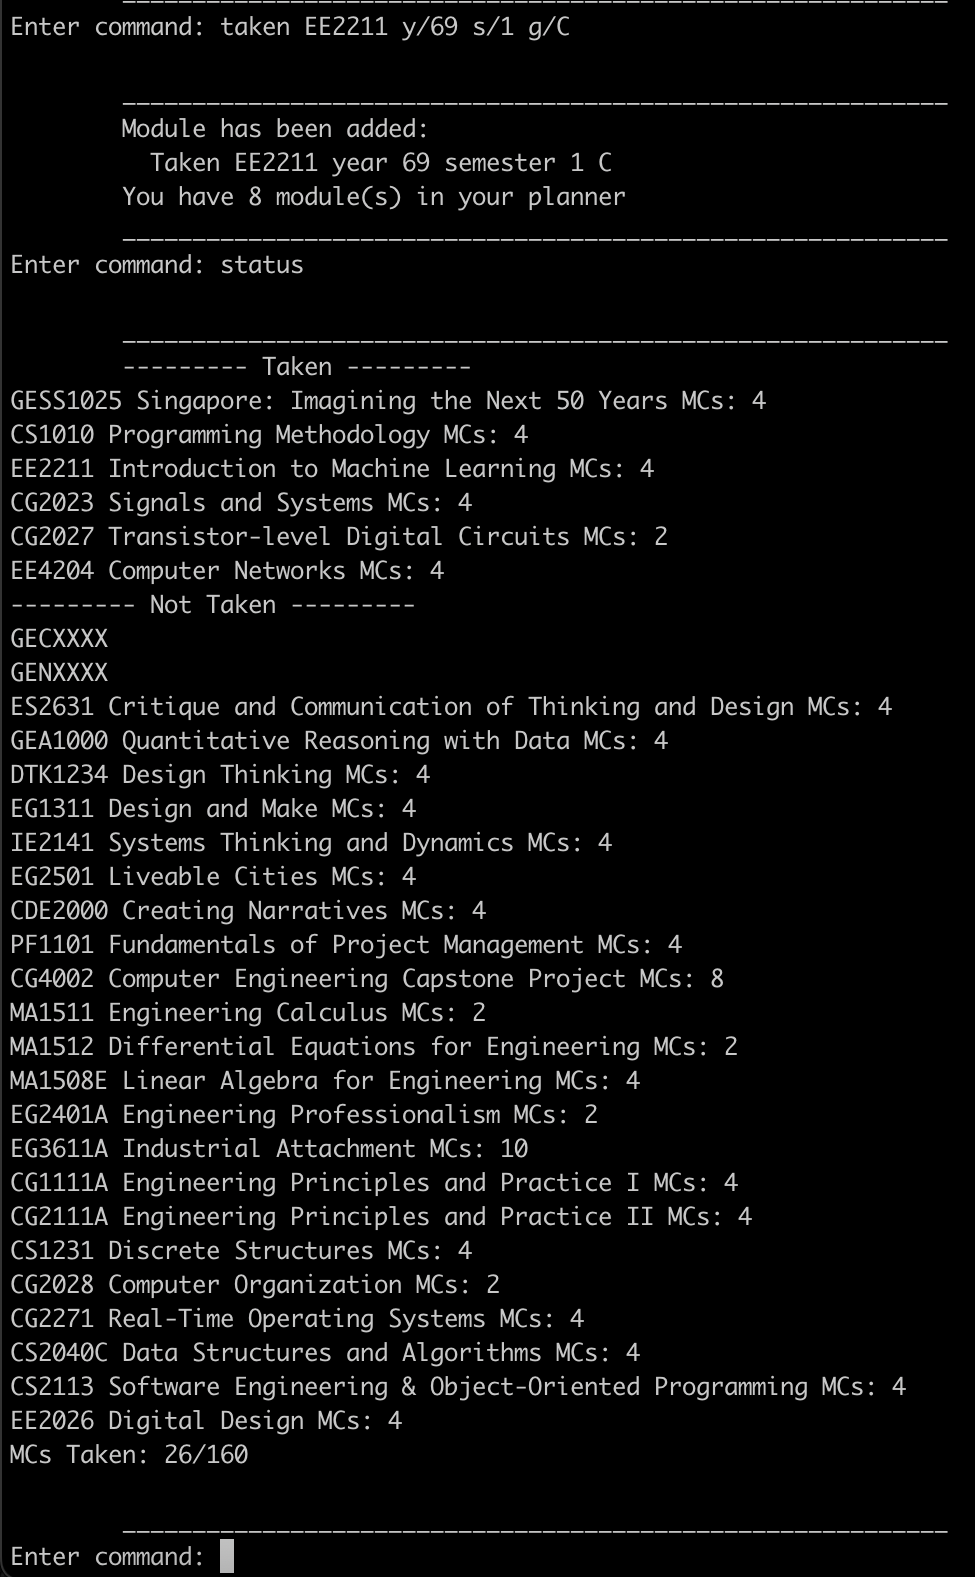 Enter command: taken EE2211 y/69 s/1 g/C
___________________________________________________________
Module has been added:
Taken EE2211 year 69 semester 1 C
You have 8 module(s) in your planner
___________________________________________________________
Enter command: status
___________________________________________________________
--------- Taken ---------
GESS1025 Singapore: Imagining the Next 50 Years MCs: 4
CS1010 Programming Methodology MCs: 4
EE2211 Introduction to Machine Learning MCs: 4
CG2023 Signals and Systems MCs: 4
CG2027 Transistor-level Digital Circuits MCs: 2
EE4204 Computer Networks MCs: 4
--------- Not Taken ---------
GECXXXX
GENXXXX
ES2631 Critique and Communication of Thinking and Design MCs: 4
GEA1000 Quantitative Reasoning with Data MCs: 4
DTK1234 Design Thinking MCs: 4
EG1311 Design and Make MCs: 4
IE2141 Systems Thinking and Dynamics MCs: 4
EG2501 Liveable Cities MCs: 4
CDE2000 Creating Narratives MCs: 4
PF1101 Fundamentals of Project Management MCs: 4
CG4002 Computer Engineering Capstone Project MCs: 8
MA1511 Engineering Calculus MCs: 2
MA1512 Differential Equations for Engineering MCs: 2
MA1508E Linear Algebra for Engineering MCs: 4
EG2401A Engineering Professionalism MCs: 2
EG3611A Industrial Attachment MCs: 10
CG1111A Engineering Principles and Practice I MCs: 4
CG2111A Engineering Principles and Practice II MCs: 4
CS1231 Discrete Structures MCs: 4
CG2028 Computer Organization MCs: 2
CG2271 Real-Time Operating Systems MCs: 4
CS2040C Data Structures and Algorithms MCs: 4
CS2113 Software Engineering & Object-Oriented Programming MCs: 4
EE2026 Digital Design MCs: 4
MCs Taken: 26/160
___________________________________________________________
Enter command: